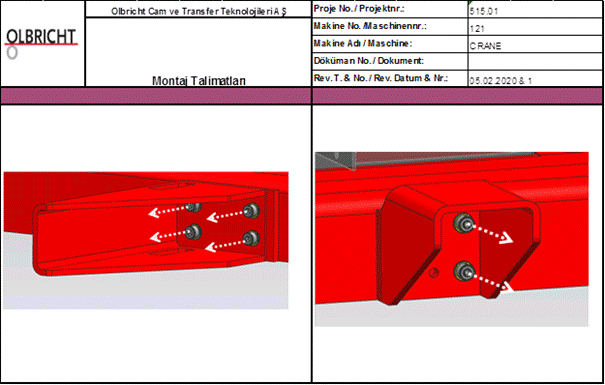 OLBRICHT
Olbricht Cam ve Transfer Teknolojileri A Ş
Montaj Talimatları
Proje No. / Projektnr.: 515.01
Makine No. /Maschinennr.: 121
Makine Adı / Maschine: CRANE
Döküman No. / Dokument:
Rev.T. & No. / Rev. Datum & Nr.: 05.02.2020 & 1